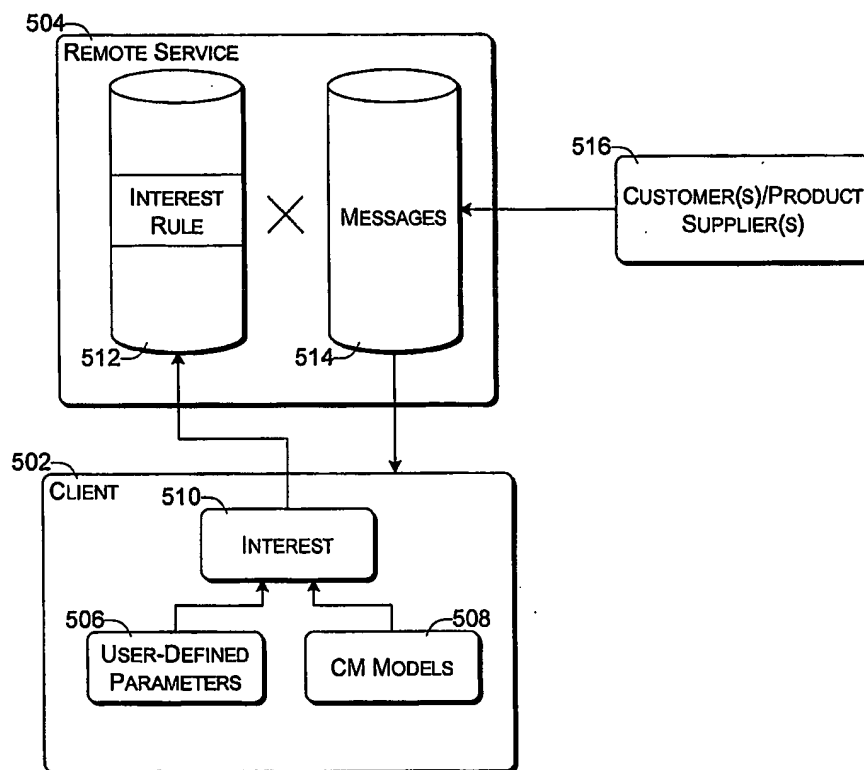 504
REMOTE SERVICE
516
INTEREST
RULE
MESSAGES
CUSTOMER(S)/PRODUCT
SUPPLIER(S)
512
514
502
CLIENT
510
INTEREST
506
508
USER-DEFINED
PARAMETERS
CM MODELS